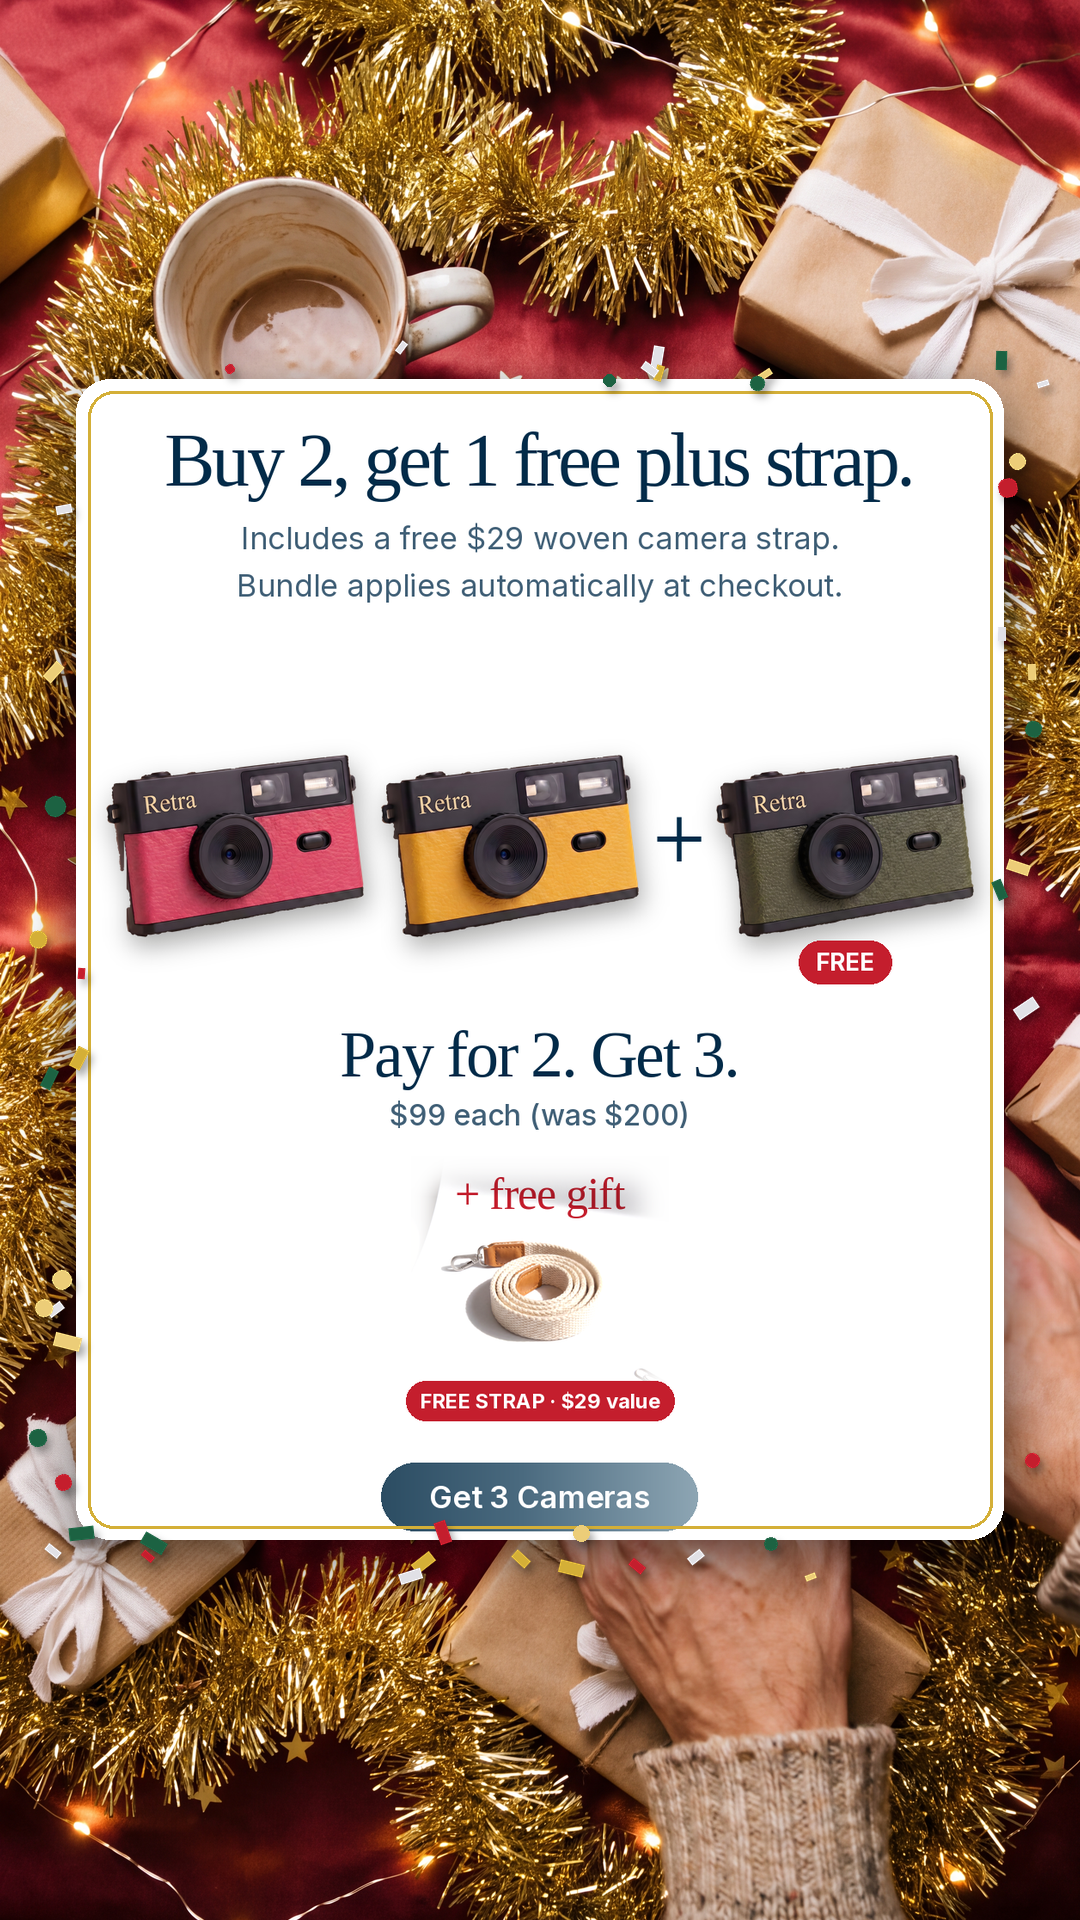 Buy 2, get 1 free plus strap.
Includes a free $29 woven camera strap.
Bundle applies automatically at checkout.
Retra
Retra
+
Retra
FREE
Pay for 2. Get 3.
$99 each (was $200)
+ free gift
FREE STRAP · $29 value
Get 3 Cameras